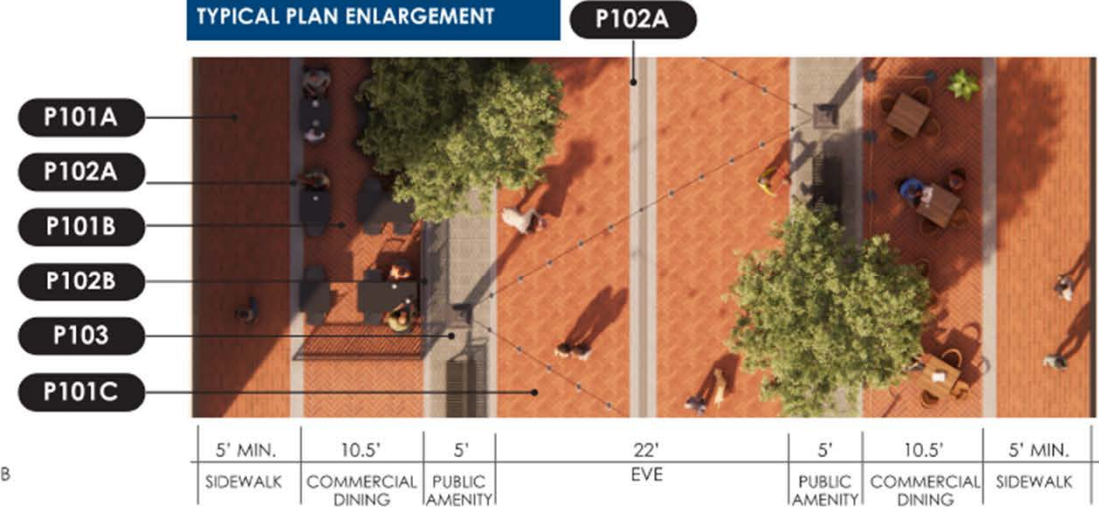 TYPICAL PLAN ENLARGEMENT
P102A
P101A
P102A
P101B
P102B
P103
P101C
5' MIN. 10.5' 5' 22' 5' 10.5' 5' MIN.
B
SIDEWALK COMMERCIAL PUBLIC EVE PUBLIC COMMERCIAL SIDEWALK
DINING AMENITY AMENITY DINING